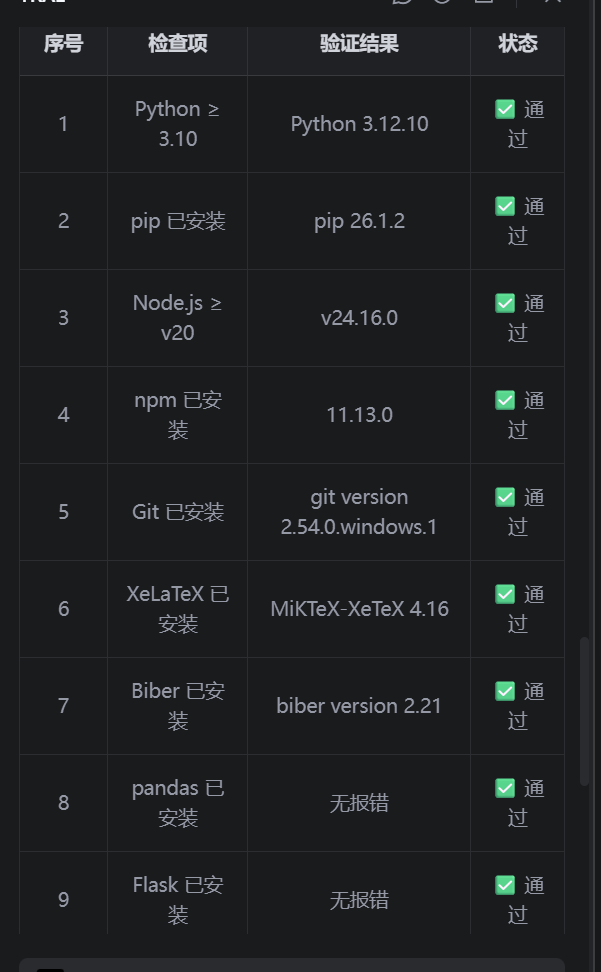 序号 检查项 验证结果 状态
1 Python ≥ 3.10 Python 3.12.10 ✅ 通过
2 pip 已安装 pip 26.1.2 ✅ 通过
3 Node.js ≥ v20 v24.16.0 ✅ 通过
4 npm 已安装 11.13.0 ✅ 通过
5 Git 已安装 git version 2.54.0.windows.1 ✅ 通过
6 XeLaTeX 已安装 MiKTeX-XeTeX 4.16 ✅ 通过
7 Biber 已安装 biber version 2.21 ✅ 通过
8 pandas 已安装 无报错 ✅ 通过
9 Flask 已安装 无报错 ✅ 通过